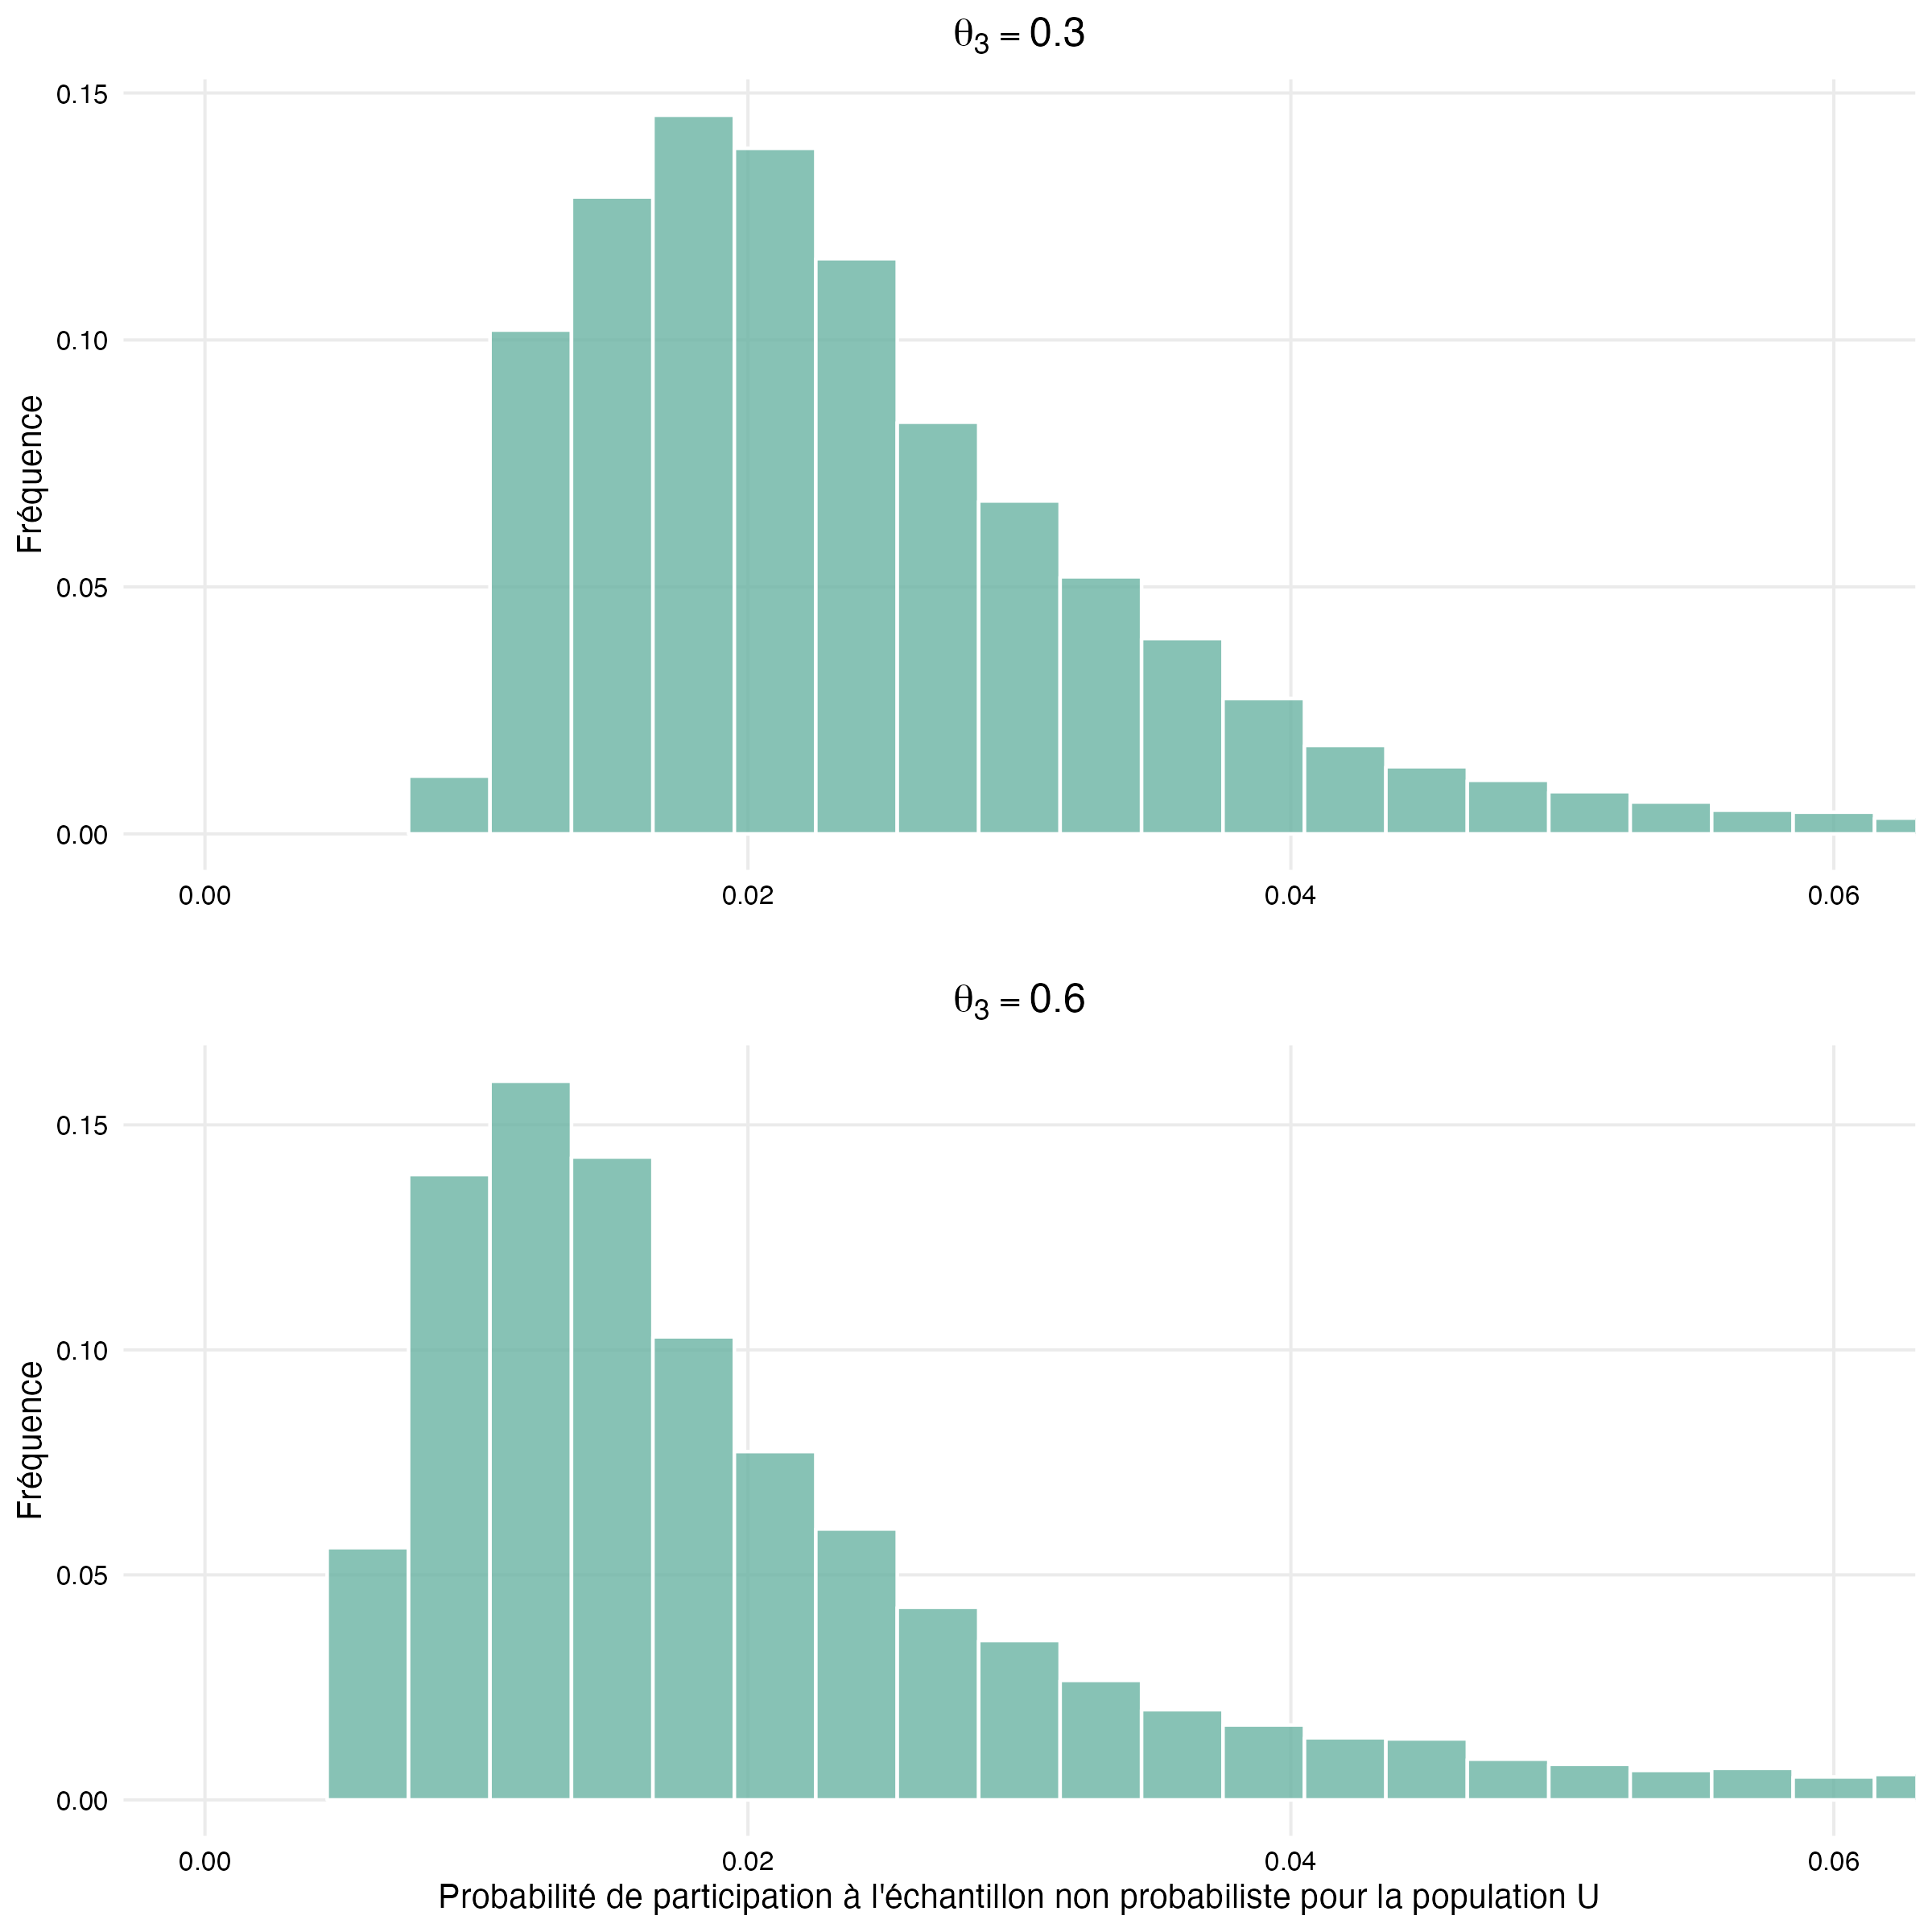 θ3 = 0.3
0.15
0.10
0.05
0.00
Fréquence
0.00 0.02 0.04 0.06
θ3 = 0.6
0.15
0.10
0.05
0.00
Fréquence
0.00 0.02 0.04 0.06
Probabilité de participation à l'échantillon non probabiliste pour la population U